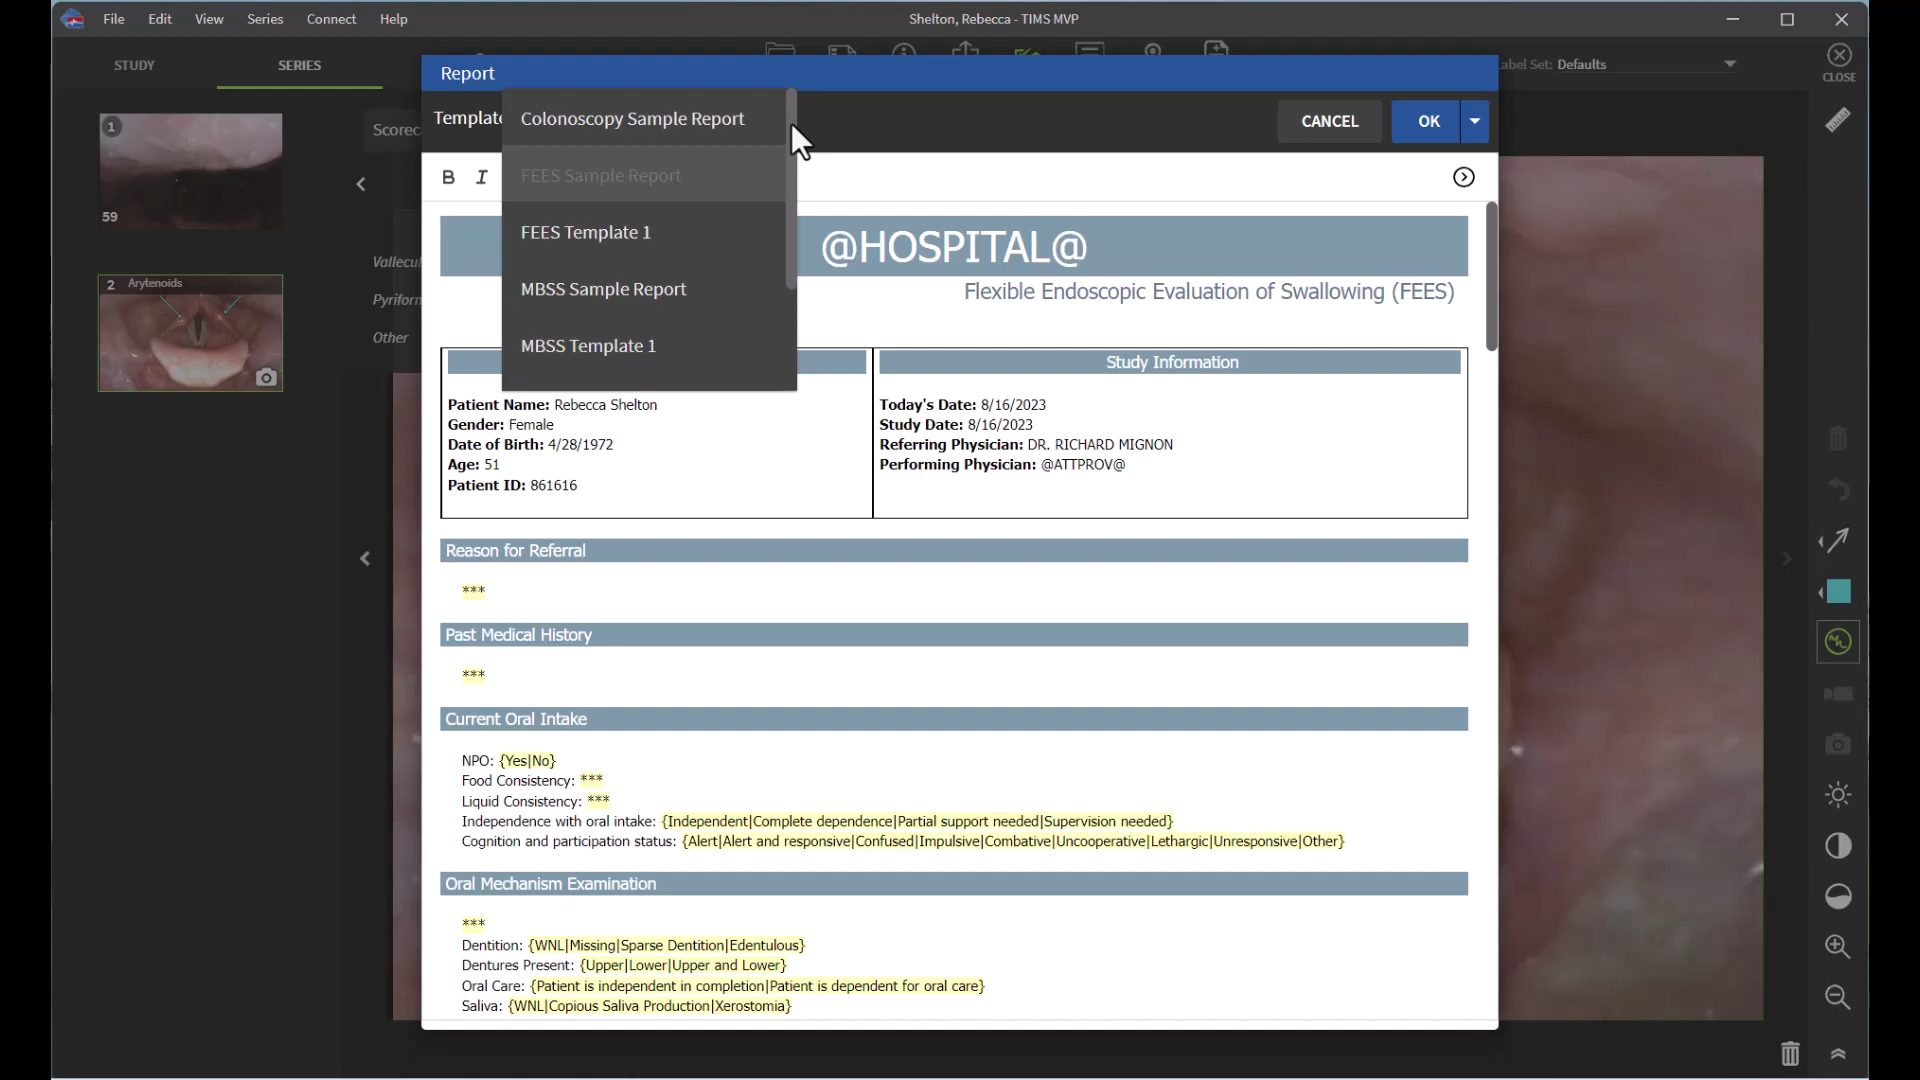 File Edit View Series Connect Help
Shelton, Rebecca - TIMS MVP
STUDY
SERIES
Label Set: Defaults
CLOSE
Report
Template
Colonoscopy Sample Report
CANCEL
OK
FEES Sample Report
FEES Template 1
MBSS Sample Report
MBSS Template 1
B I
1
59
2 Arytenoids
Other
@HOSPITAL@
Flexible Endoscopic Evaluation of Swallowing (FEES)
Study Information
Patient Name: Rebecca Shelton
Gender: Female
Date of Birth: 4/28/1972
Age: 51
Patient ID: 861616
Today's Date: 8/16/2023
Study Date: 8/16/2023
Referring Physician: DR. RICHARD MIGNON
Performing Physician: @ATTPROV@
Reason for Referral
***
Past Medical History
***
Current Oral Intake
NPO: {Yes|No}
Food Consistency: ***
Liquid Consistency: ***
Independence with oral intake: {Independent|Complete dependence|Partial support needed|Supervision needed}
Cognition and participation status: {Alert|Alert and responsive|Confused|Impulsive|Combative|Uncooperative|Lethargic|Unresponsive|Other}
Oral Mechanism Examination
***
Dentition: {WNL|Missing|Sparse Dentition|Edentulous}
Dentures Present: {Upper|Lower|Upper and Lower}
Oral Care: {Patient is independent in completion|Patient is dependent for oral care}
Saliva: {WNL|Copious Saliva Production|Xerostomia}